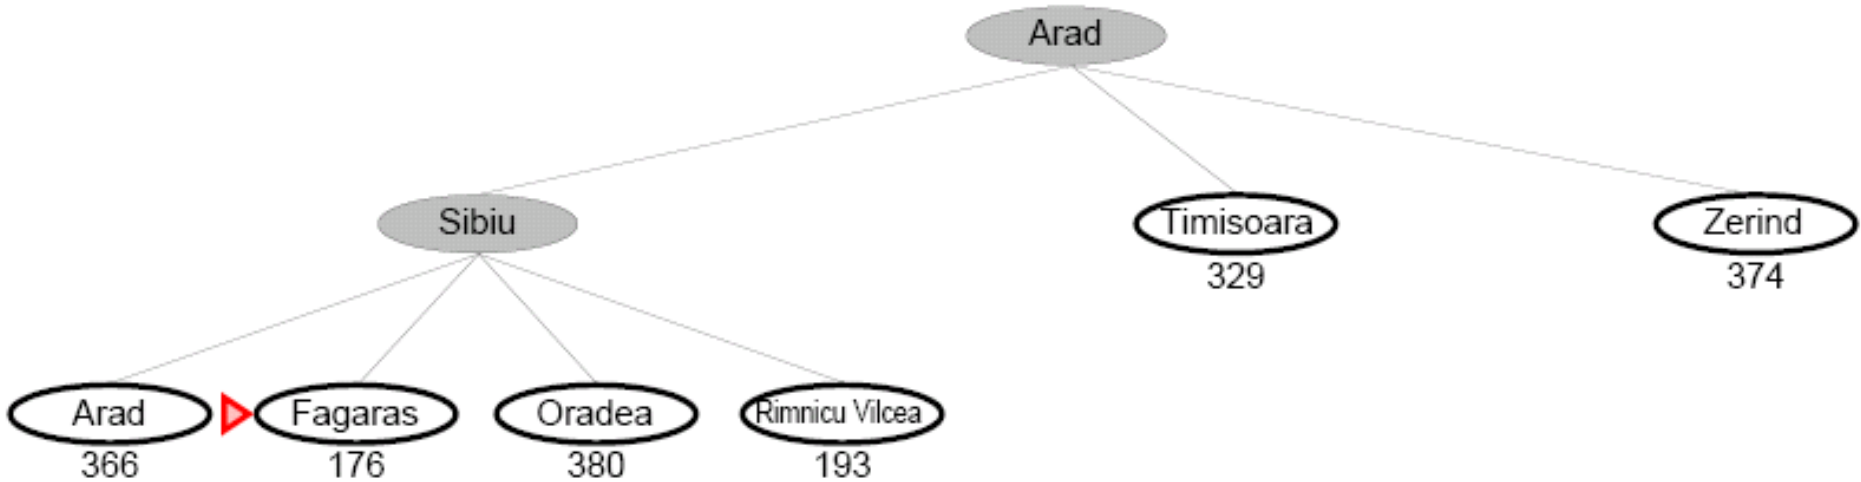 Arad
Sibiu
Timisoara
Zerind
329
374
Arad
Fagaras
Oradea
Rimnicu Vilcea
366
176
380
193